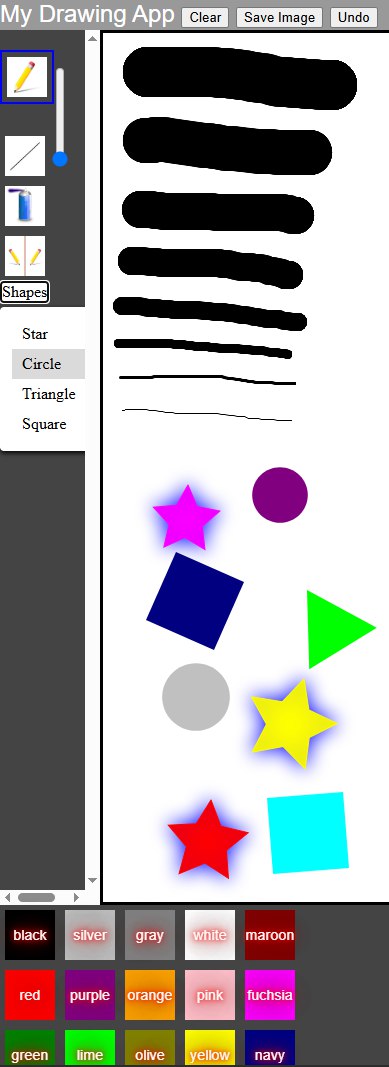 My Drawing App Clear Save Image Undo
Shapes
Star
Circle
Triangle
Square
black silver gray white maroon
red purple orange pink fuchsia
green lime olive yellow navy